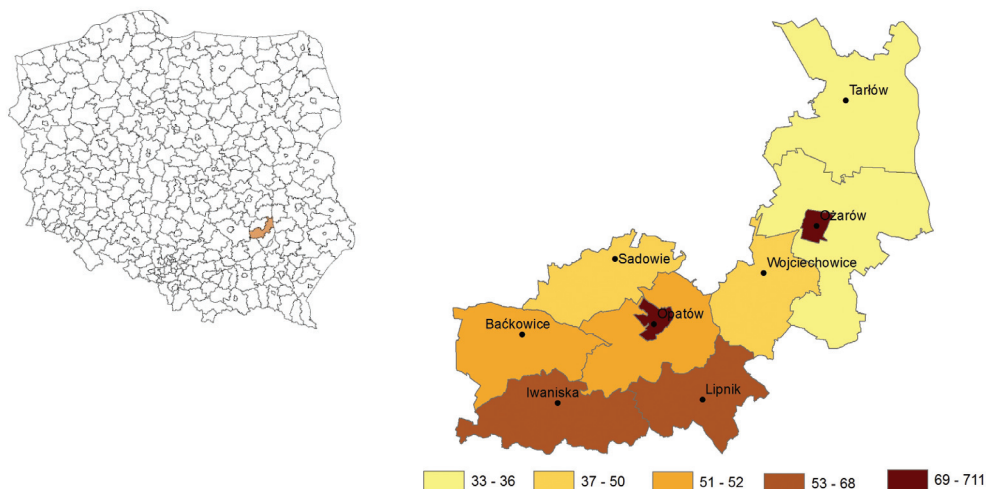 Tarłów
Ożarów
Wojciechowice
Sadowie
Opatów
Baćkowice
Iwaniska
Lipnik
33 - 36
37 - 50
51 - 52
53 - 68
69 - 711